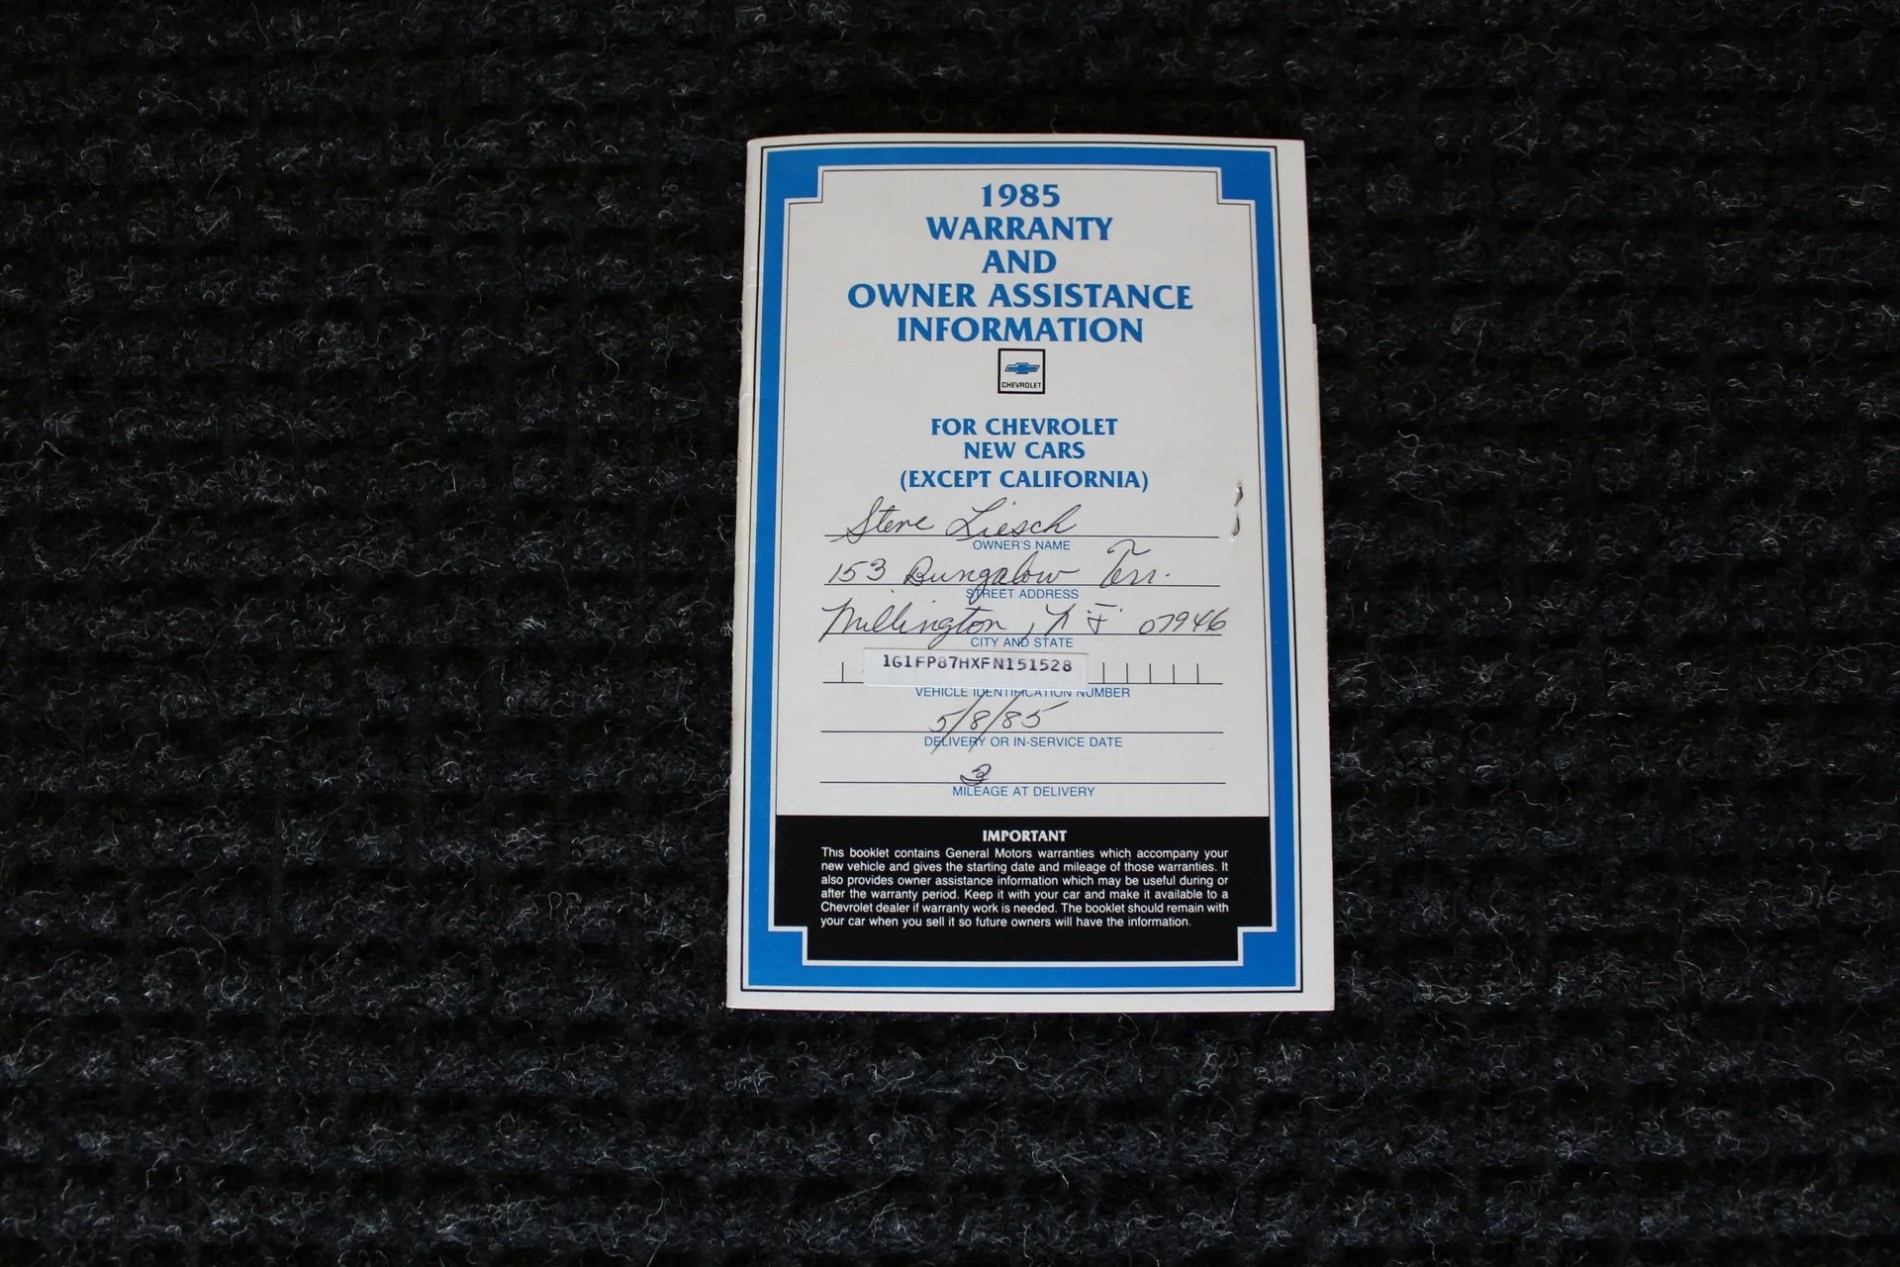 1985
WARRANTY
AND
OWNER ASSISTANCE
INFORMATION
CHEVROLET
FOR CHEVROLET
NEW CARS
(EXCEPT CALIFORNIA)
Steve Liesch
OWNER'S NAME
153 Bungalow Terr.
STREET ADDRESS
Millington, NJ 07946
CITY AND STATE
1G1FP87HXFN151528
VEHICLE IDENTIFICATION NUMBER
5/8/85
DELIVERY OR IN-SERVICE DATE
3
MILEAGE AT DELIVERY
IMPORTANT
This booklet contains General Motors warranties which accompany your
new vehicle and gives the starting date and mileage of those warranties. It
also provides owner assistance information which may be useful during or
after the warranty period. Keep it with your car and make it available to a
Chevrolet dealer if warranty work is needed. The booklet should remain with
your car when you sell it so future owners will have the information.